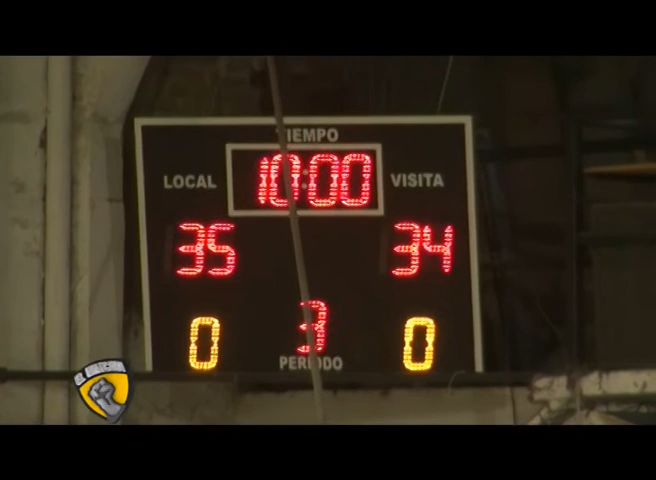 TIEMPO
LOCAL 10:00 VISITA
35 34
0 3 0
PERIODO